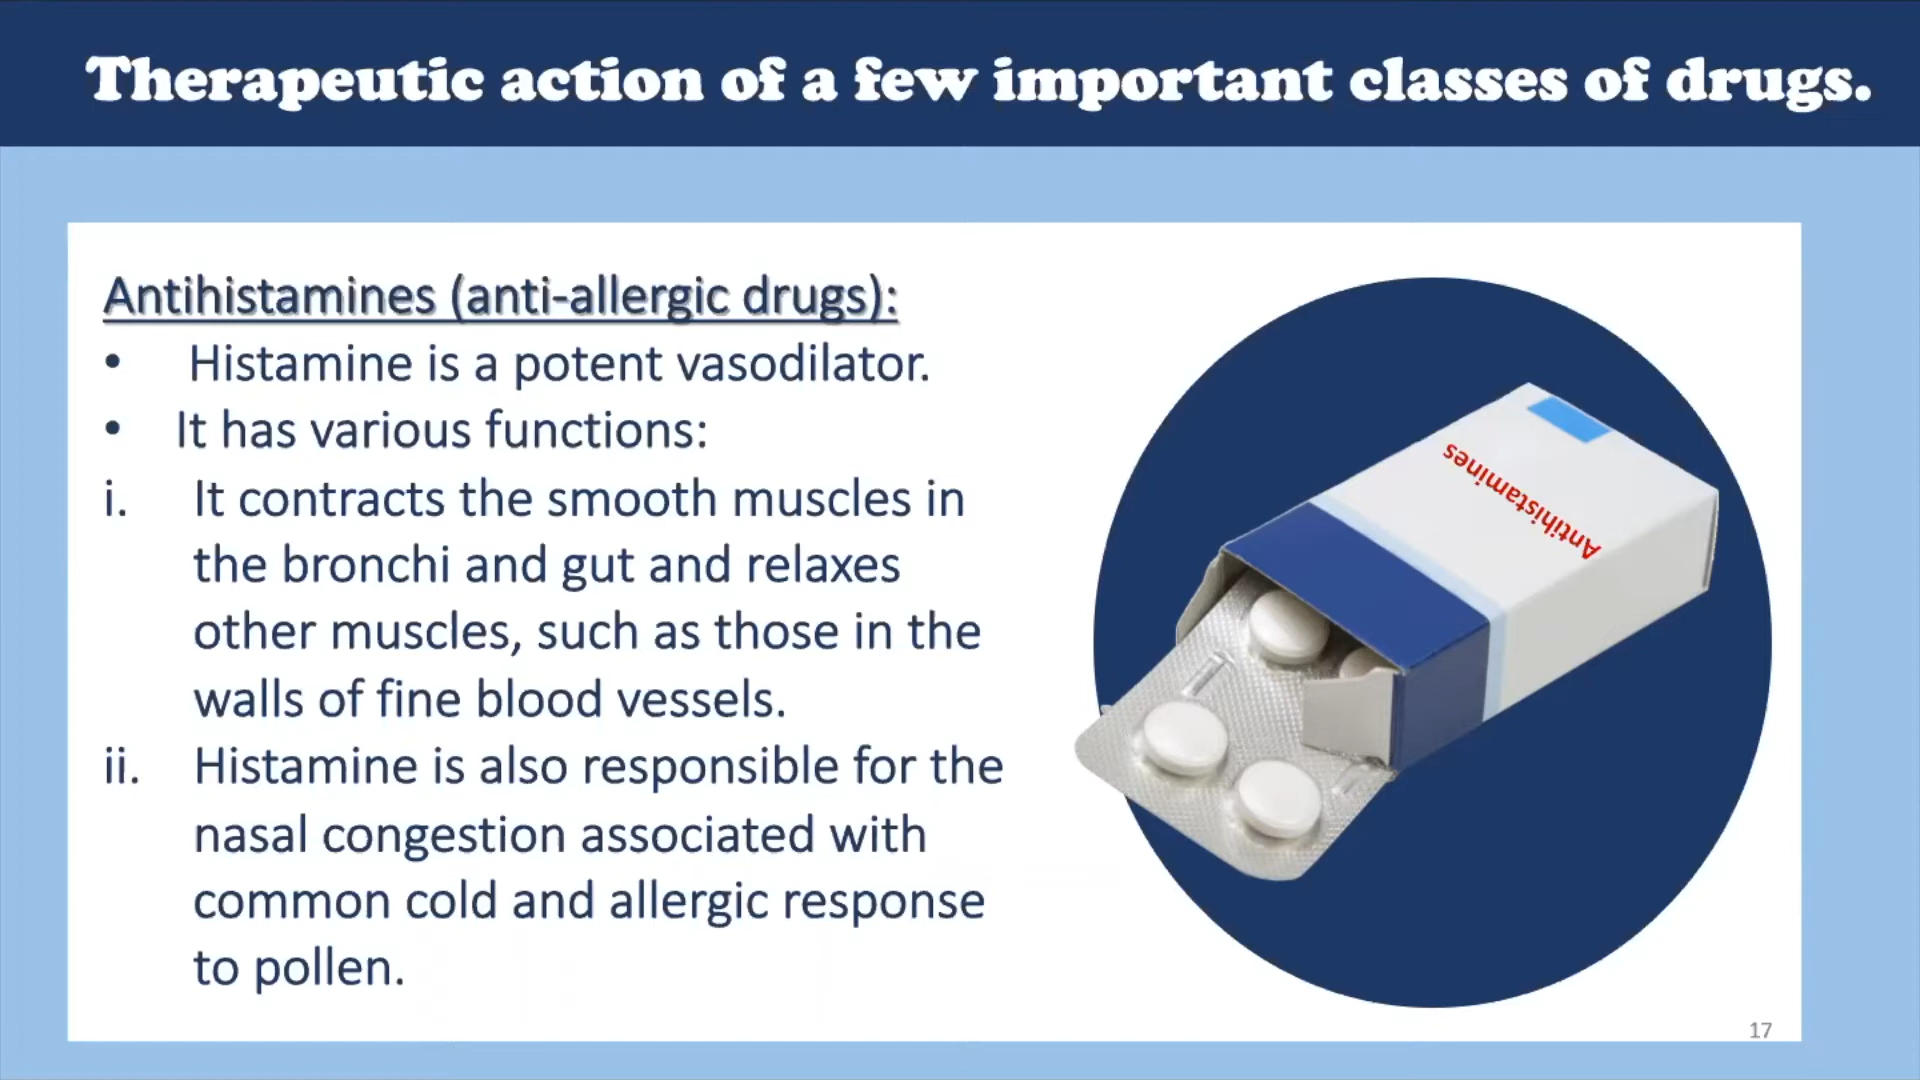 Therapeutic action of a few important classes of drugs.
Antihistamines (anti-allergic drugs):
• Histamine is a potent vasodilator.
• It has various functions:
i. It contracts the smooth muscles in
the bronchi and gut and relaxes
other muscles, such as those in the
walls of fine blood vessels.
ii. Histamine is also responsible for the
nasal congestion associated with
common cold and allergic response
to pollen.
Antihistamines
17